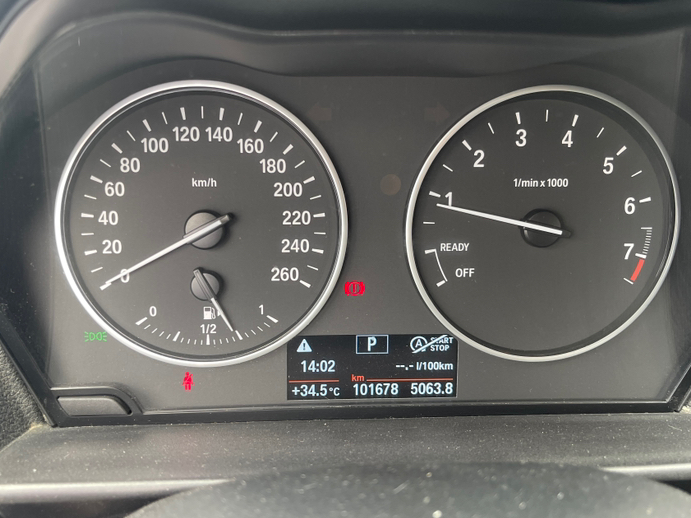 0 20 40 60 80 100 120 140 160 180 200 220 240 260
km/h
0 1/2 1
1 2 3 4 5 6 7
1/min x 1000
READY
OFF
P
A START
STOP
14:02 --.- l/100km
km
+34.5°C 101678 5063.8